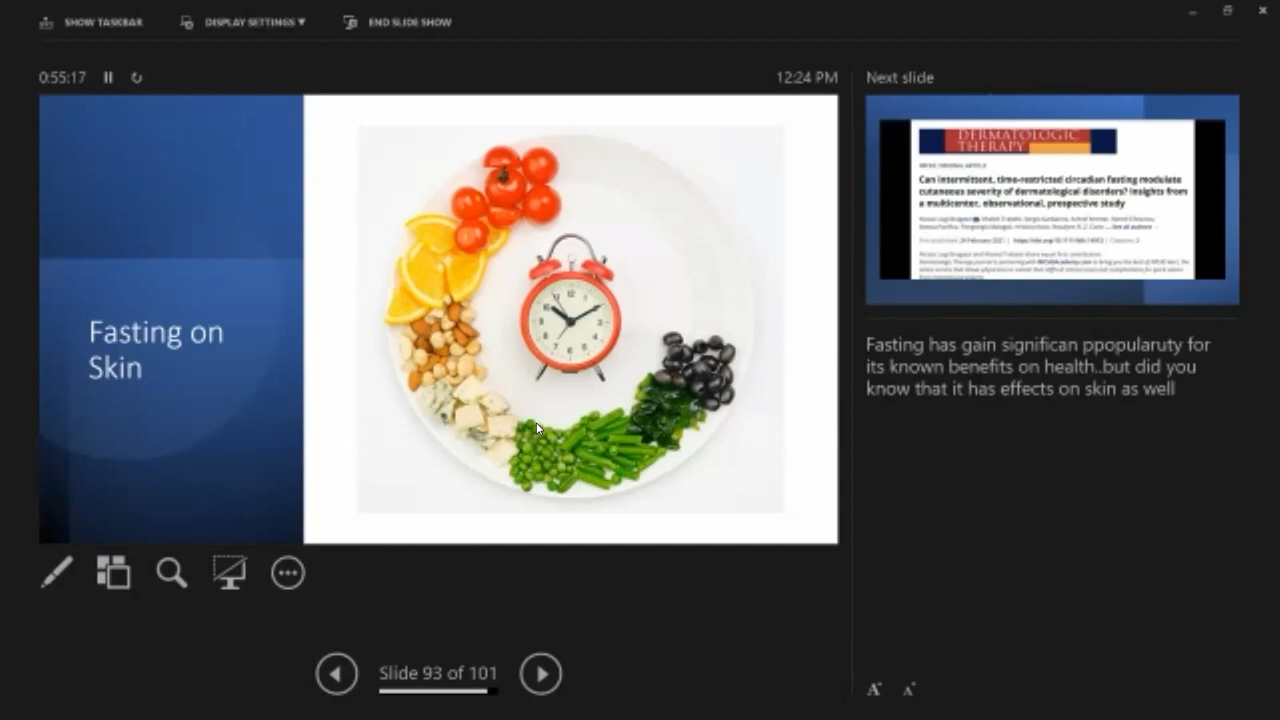 SHOW TASKBAR
DISPLAY SETTINGS ▼
END SLIDE SHOW
0:55:17
12:24 PM
Next slide
Fasting on
Skin
DERMATOLOGIC
THERAPY
Can intermittent, time-restricted circadian fasting modulate
cutaneous severity of dermatological disorders? Insights from
a multicenter, observational, prospective study
Fasting has gain significan ppopularuty for
its known benefits on health..but did you
know that it has effects on skin as well
Slide 93 of 101